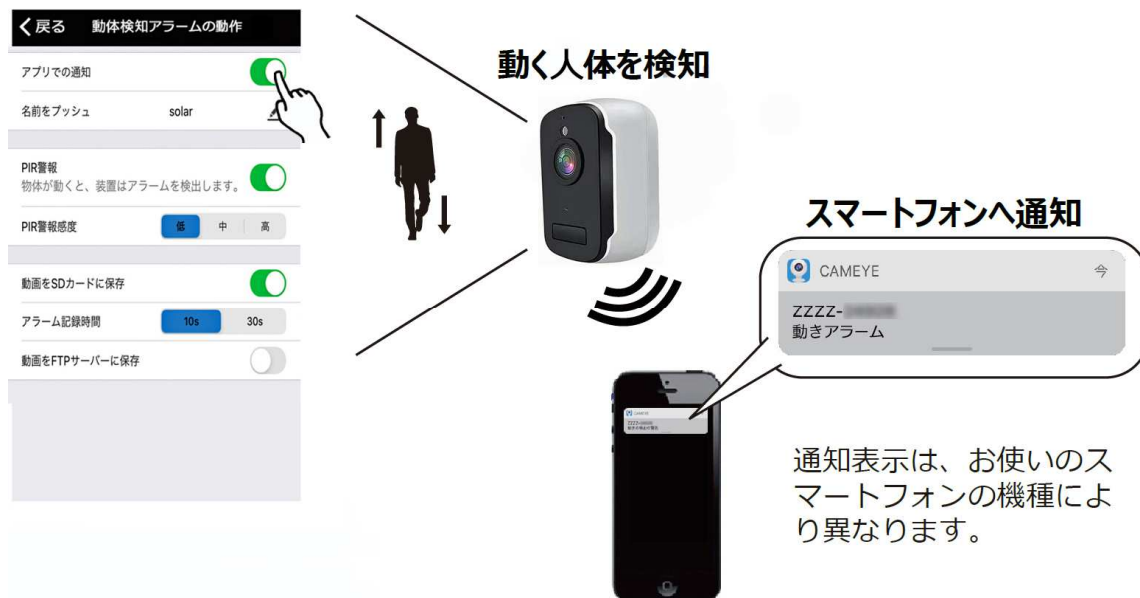 戻る 動体検知アラームの動作
アプリでの通知
名前をプッシュ solar
PIR警報
物体が動くと、装置はアラームを検出します。
PIR警報感度 低 中 高
動画をSDカードに保存
アラーム記録時間 10s 30s
動画をFTPサーバーに保存
動く人体を検知
スマートフォンへ通知
CAMEYE 今
ZZZZ-
動きアラーム
CAMEYE
通知表示は、お使いのス
マートフォンの機種によ
り異なります。